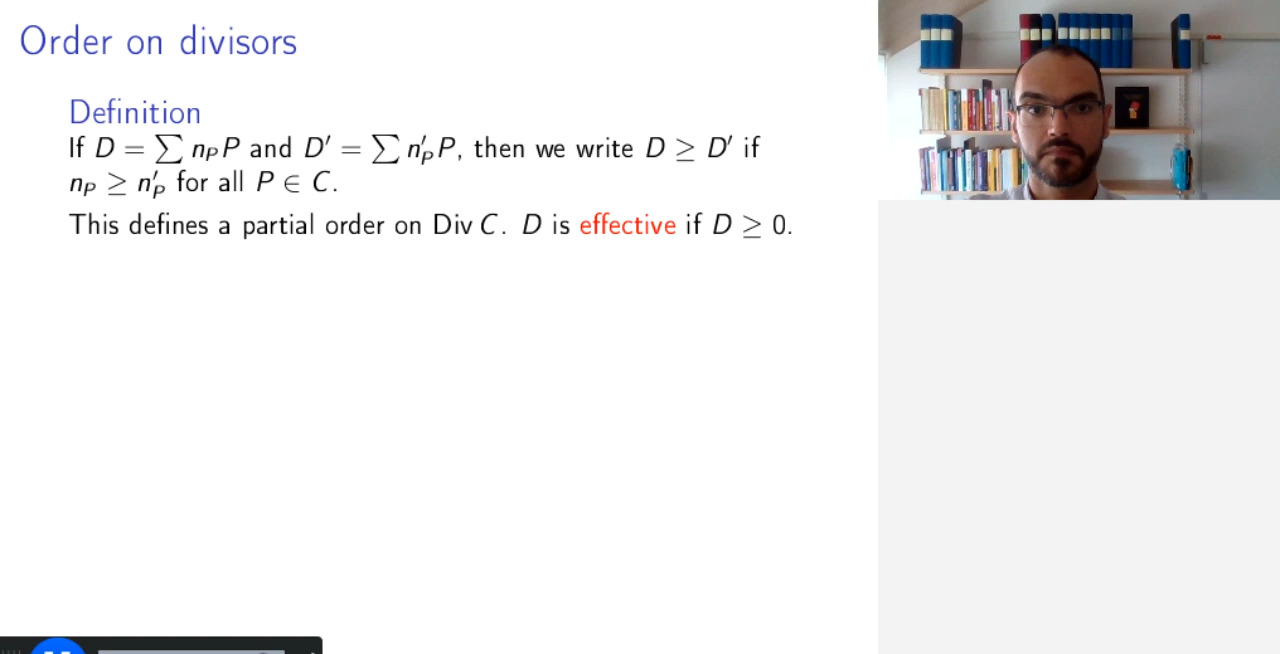 Order on divisors
Definition
If D = ∑ n_P P and D′ = ∑ n′_P P, then we write D ≥ D′ if
n_P ≥ n′_P for all P ∈ C.
This defines a partial order on Div C. D is effective if D ≥ 0.